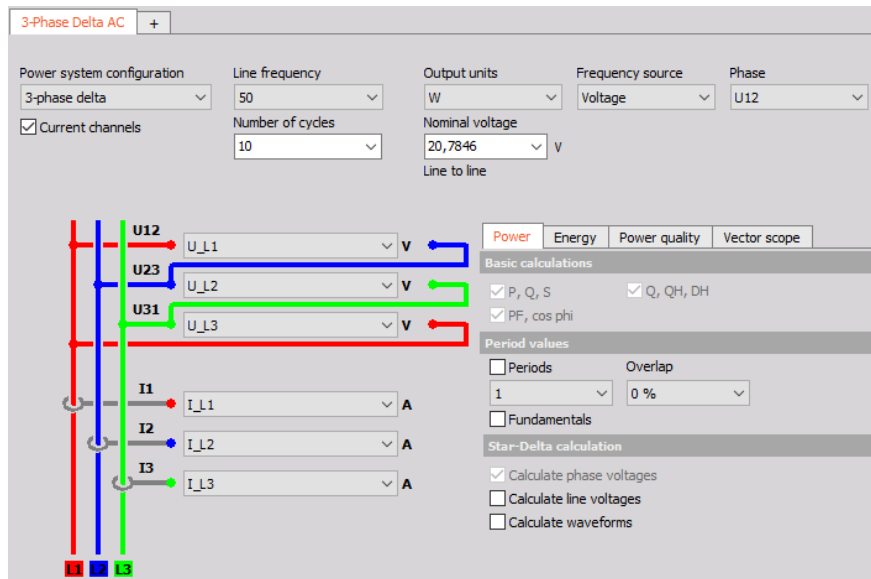 3-Phase Delta AC +
Power system configuration Line frequency Output units Frequency source Phase
3-phase delta 50 W Voltage U12
Current channels Number of cycles Nominal voltage
10 20,7846 V
Line to line
U12
U_L1 V
U23
U_L2 V
U31
U_L3 V
I1
I_L1 A
I2
I_L2 A
I3
I_L3 A
L1 L2 L3
Power Energy Power quality Vector scope
Basic calculations
P, Q, S Q, QH, DH
PF, cos phi
Period values
Periods Overlap
1 0 %
Fundamentals
Star-Delta calculation
Calculate phase voltages
Calculate line voltages
Calculate waveforms